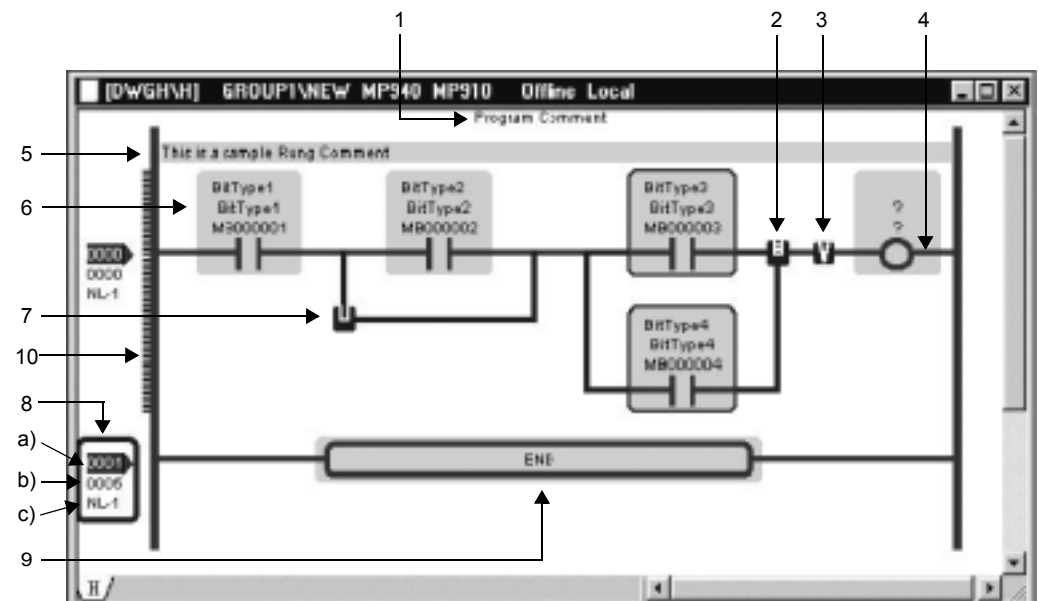 1
2
3
4
[DWGH\H] GROUP1\NEW MP940 MP910 Offline Local
Program Comment
5
This is a sample Rung Comment
6
BitType1
BitType1
MB000001
BitType2
BitType2
MB000002
BitType3
BitType3
MB000003
?
?
0000
0000
NL-1
7
10
BitType4
BitType4
MB000004
8
a)
0001
b)
0006
c)
NL-1
END
9
H